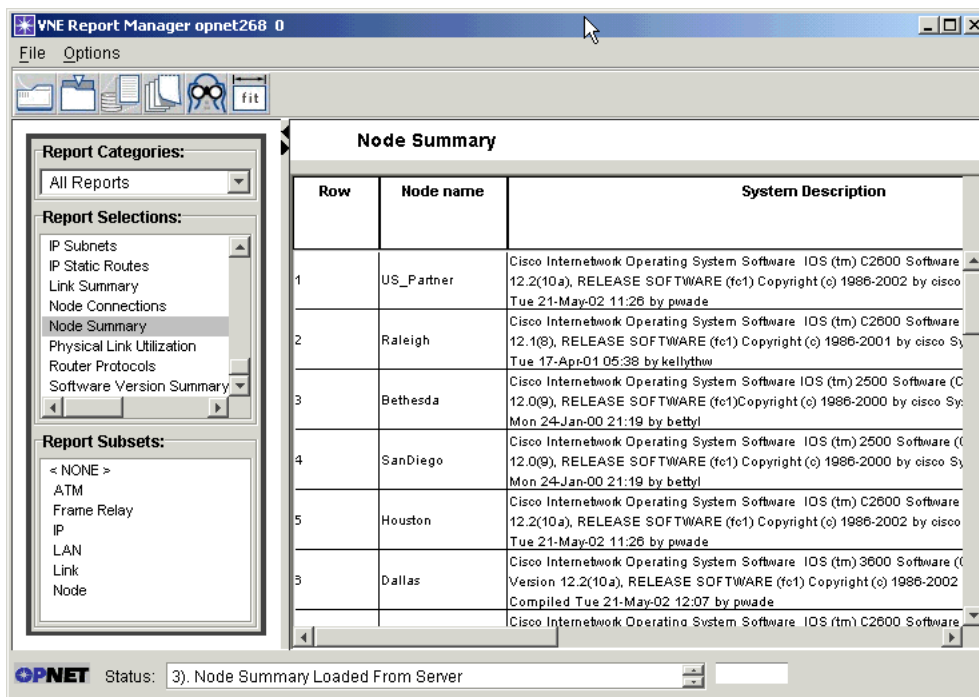 VNE Report Manager opnet268 0
File Options
fit
Report Categories:
All Reports
Report Selections:
IP Subnets
IP Static Routes
Link Summary
Node Connections
Node Summary
Physical Link Utilization
Router Protocols
Software Version Summary
Report Subsets:
< NONE >
ATM
Frame Relay
IP
LAN
Link
Node
Node Summary
Row Node name System Description
1 US_Partner Cisco Internetwork Operating System Software IOS (tm) C2600 Software
12.2(10a), RELEASE SOFTWARE (fc1) Copyright (c) 1986-2002 by cisco
Tue 21-May-02 11:26 by pwade
2 Raleigh Cisco Internetwork Operating System Software IOS (tm) C2600 Software
12.1(8), RELEASE SOFTWARE (fc1) Copyright (c) 1986-2001 by cisco Sy
Tue 17-Apr-01 05:38 by kellythw
3 Bethesda Cisco Internetwork Operating System Software IOS (tm) 2500 Software (C
12.0(9), RELEASE SOFTWARE (fc1)Copyright (c) 1986-2000 by cisco Sy
Mon 24-Jan-00 21:19 by bettyl
4 SanDiego Cisco Internetwork Operating System Software IOS (tm) 2500 Software (
12.0(9), RELEASE SOFTWARE (fc1) Copyright (c) 1986-2000 by cisco Sy
Mon 24-Jan-00 21:19 by bettyl
5 Houston Cisco Internetwork Operating System Software IOS (tm) C2600 Software
12.2(10a), RELEASE SOFTWARE (fc1) Copyright (c) 1986-2002 by cisco
Tue 21-May-02 11:26 by pwade
Dallas Cisco Internetwork Operating System Software IOS (tm) 3600 Software (
Version 12.2(10a), RELEASE SOFTWARE (fc1) Copyright (c) 1986-2002
Compiled Tue 21-May-02 12:07 by pwade
Cisco Internetwork Operating System Software IOS (tm) C2600 Software
OPNET Status: 3). Node Summary Loaded From Server